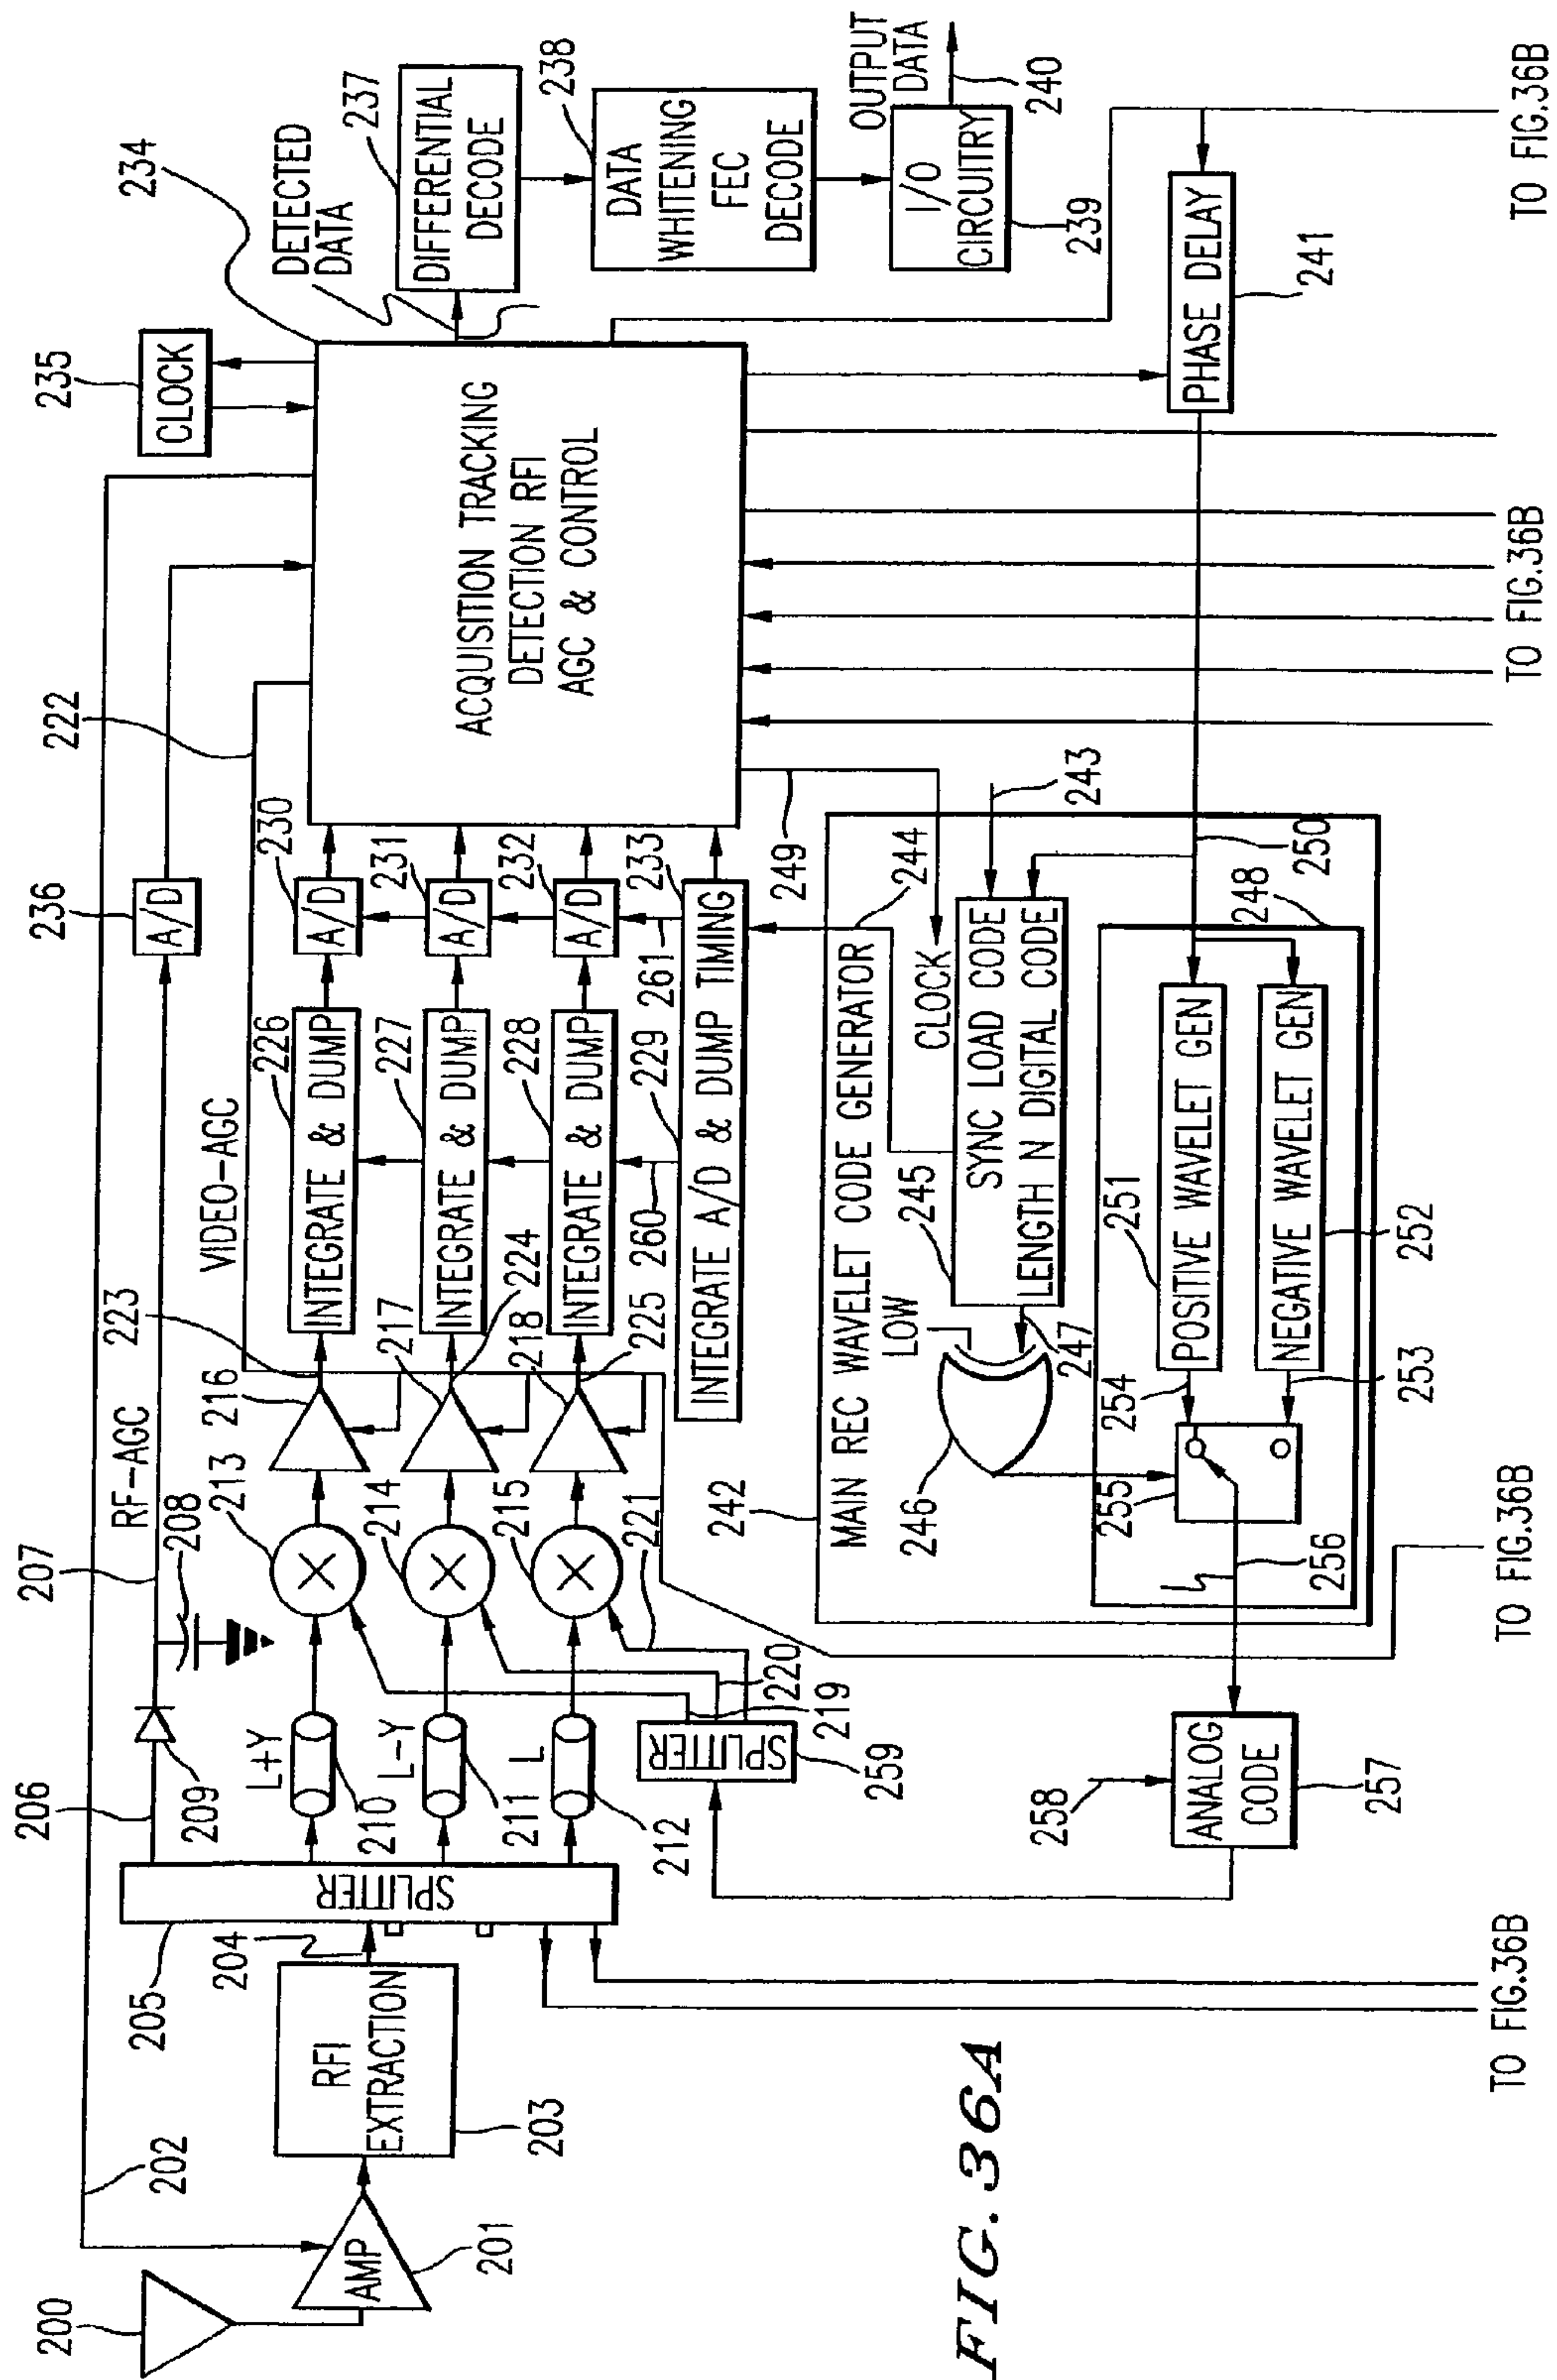 200
AMP
201
202
RFI
EXTRACTION
203
204
205
SPLITTER
206
209
207
208
RF-AGC
236
A/D
235
CLOCK
234
L+Y
210
L-Y
211
L
212
213
214
215
216
217
218
219
220
221
SPLITTER
259
223
224
225
VIDEO-AGC
222
226
INTEGRATE & DUMP
227
INTEGRATE & DUMP
228
INTEGRATE & DUMP
260
229
261
233
INTEGRATE A/D & DUMP TIMING
230
A/D
231
A/D
232
A/D
ACQUISITION TRACKING
DETECTION RFI
AGC & CONTROL
DETECTED
DATA
237
DIFFERENTIAL
DECODE
238
DATA
WHITENING
FEC
DECODE
I/O
CIRCUITRY
239
OUTPUT
DATA
240
242
MAIN REC WAVELET CODE GENERATOR
244
249
LOW
245
CLOCK
243
246
247
SYNC LOAD CODE
LENGTH N DIGITAL CODE
250
248
251
POSITIVE WAVELET GEN
254
255
NEGATIVE WAVELET GEN
252
253
256
258
ANALOG
CODE
257
PHASE DELAY
241
TO FIG.36B
TO FIG.36B
TO FIG.36B
TO FIG.36B
FIG. 36A